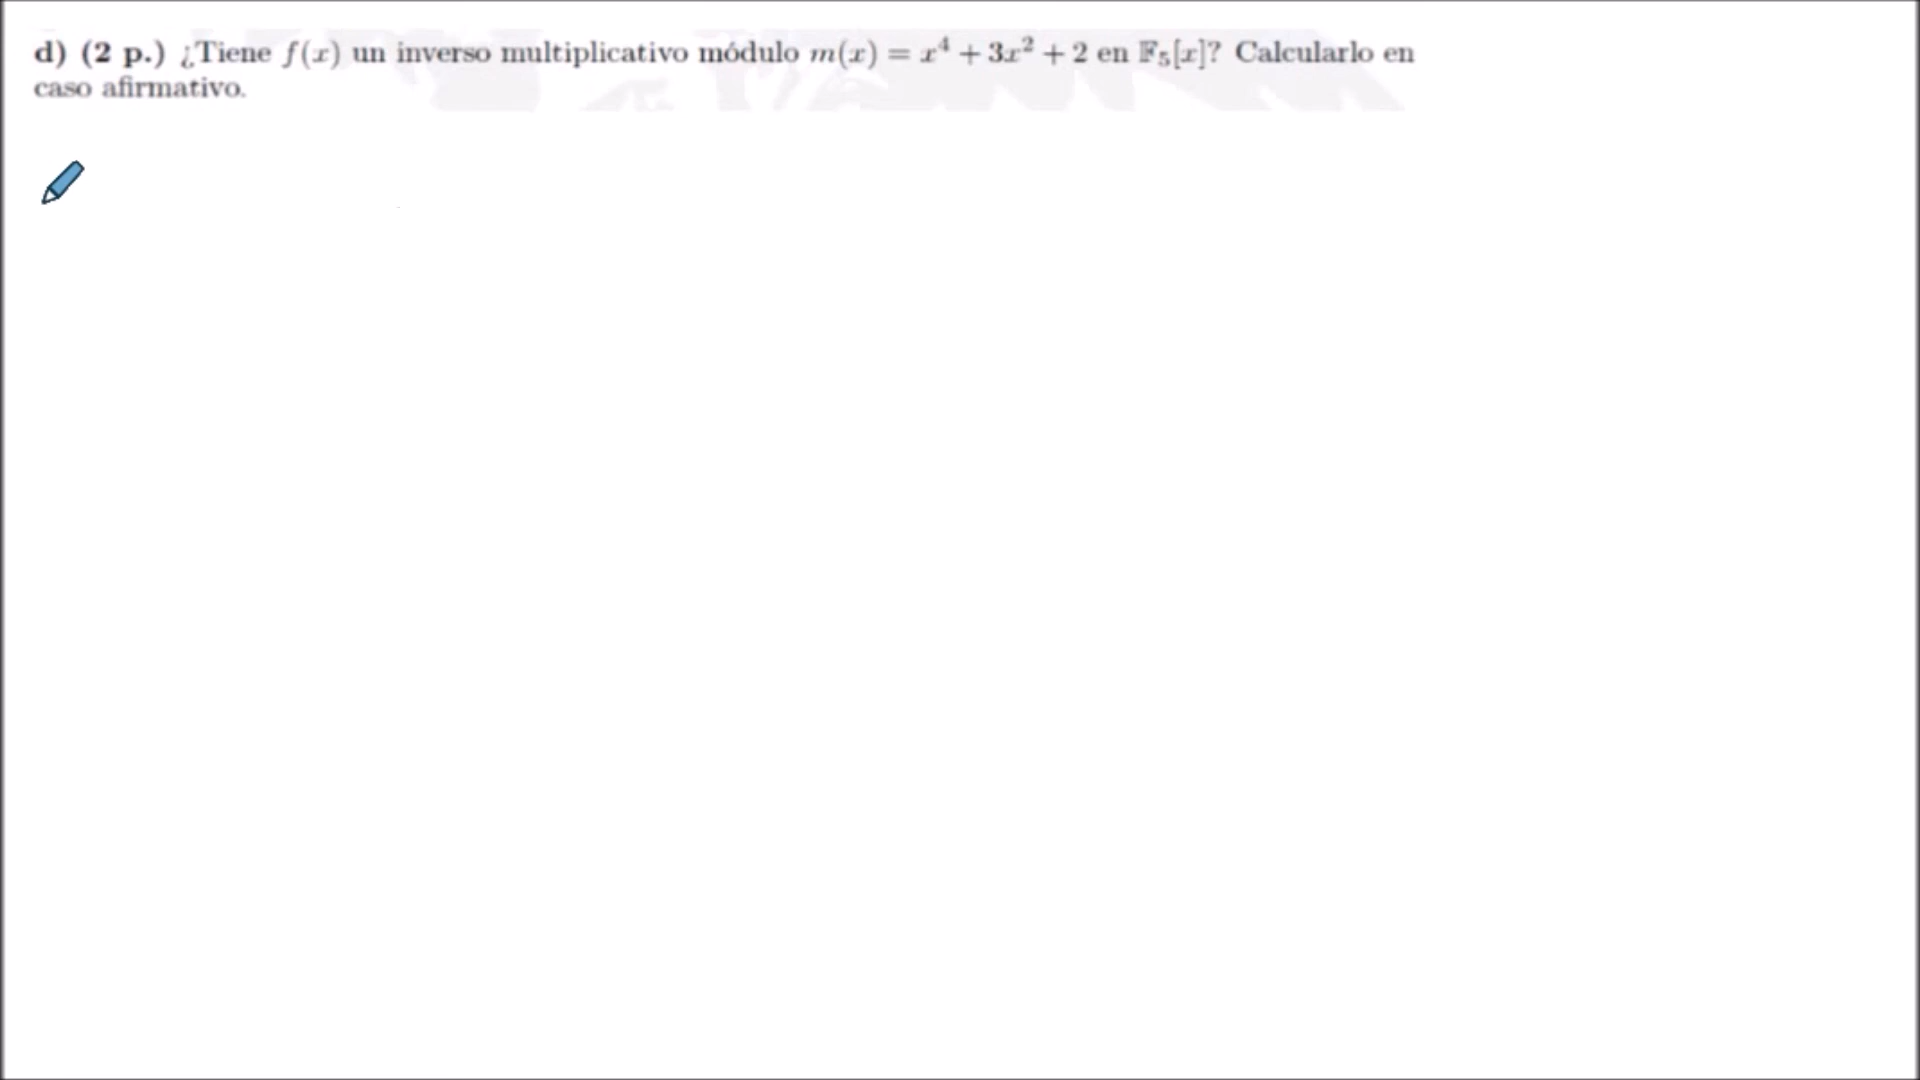 d) (2 p.) ¿Tiene f(x) un inverso multiplicativo módulo m(x) = x⁴ + 3x² + 2 en 𝔽₅[x]? Calcularlo en
caso afirmativo.